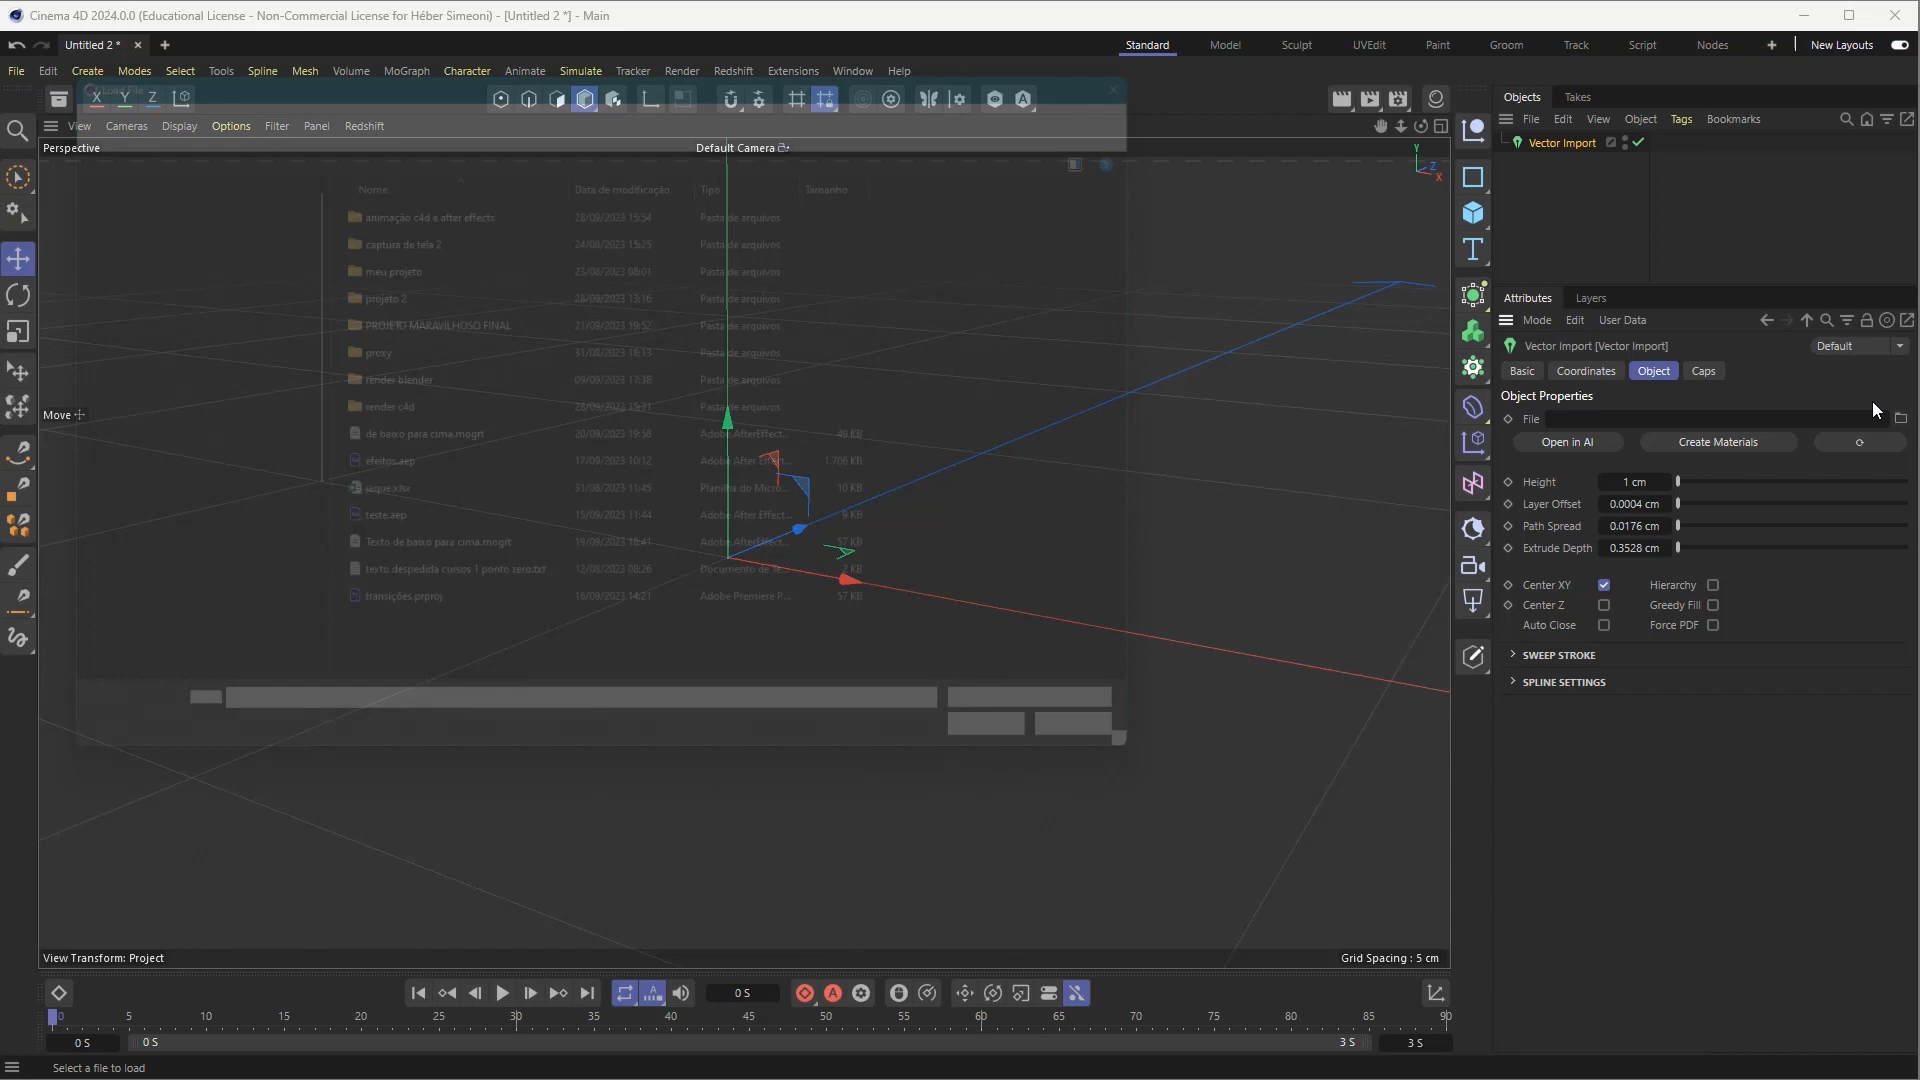 Cinema 4D 2024.0.0 (Educational License - Non-Commercial License for Héber Simeoni) - [Untitled 2 *] - Main
Untitled 2 *
Standard Model Sculpt UVEdit Paint Groom Track Script Nodes New Layouts
File Edit Create Modes Select Tools Spline Mesh Volume MoGraph Character Animate Simulate Tracker Render Redshift Extensions Window Help
Load File
X Y Z
View Cameras Display Options Filter Panel Redshift
Perspective
Default Camera
Y
Z
X
Nome Data de modificação Tipo Tamanho
animação c4d e after effects 28/09/2023 15:54 Pasta de arquivos
captura de tela 2 24/08/2023 15:25 Pasta de arquivos
meu projeto 23/08/2023 08:01 Pasta de arquivos
projeto 2 28/09/2023 13:16 Pasta de arquivos
PROJETO MARAVILHOSO FINAL 21/09/2023 19:52 Pasta de arquivos
proxy 31/08/2023 18:13 Pasta de arquivos
render blender 09/09/2023 17:38 Pasta de arquivos
render c4d 28/09/2023 15:31 Pasta de arquivos
de baixo para cima.mogrt 20/09/2023 19:58 Adobe.AfterEffect... 49 KB
efeitos.aep 17/09/2023 10:12 Adobe After Effect... 1.706 KB
jaque.xlsx 31/08/2023 11:45 Planilha do Micro... 10 KB
teste.aep 15/09/2023 11:44 Adobe After Effect... 9 KB
Texto de baixo para cima.mogrt 19/09/2023 18:41 Adobe.AfterEffect... 57 KB
texto despedida cursos 1 ponto zero.txt 12/08/2023 08:26 Documento de Te... 2 KB
transições.prproj 16/09/2023 14:21 Adobe Premiere P... 57 KB
Move
View Transform: Project
Grid Spacing : 5 cm
Objects Takes
File Edit View Object Tags Bookmarks
Vector Import
Attributes Layers
Mode Edit User Data
Vector Import [Vector Import] Default
Basic Coordinates Object Caps
Object Properties
File
Open in AI Create Materials
Height 1 cm
Layer Offset 0.0004 cm
Path Spread 0.0176 cm
Extrude Depth 0.3528 cm
Center XY Hierarchy
Center Z Greedy Fill
Auto Close Force PDF
SWEEP STROKE
SPLINE SETTINGS
0 S
0 5 10 15 20 25 30 35 40 45 50 55 60 65 70 75 80 85 90
0 S 0 S 3 S 3 S
Select a file to load